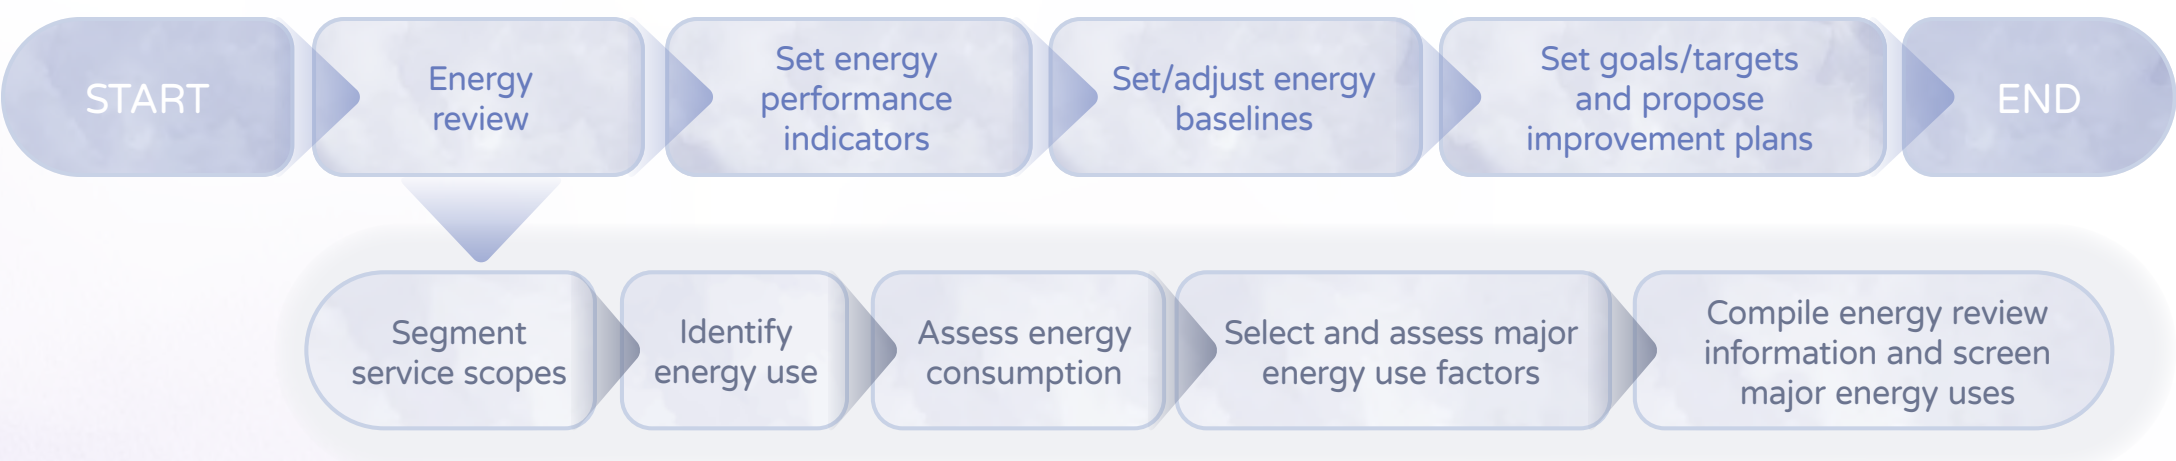 START
Energy
review
Set energy
performance
indicators
Set/adjust energy
baselines
Set goals/targets
and propose
improvement plans
END
Segment
service scopes
Identify
energy use
Assess energy
consumption
Select and assess major
energy use factors
Compile energy review
information and screen
major energy uses